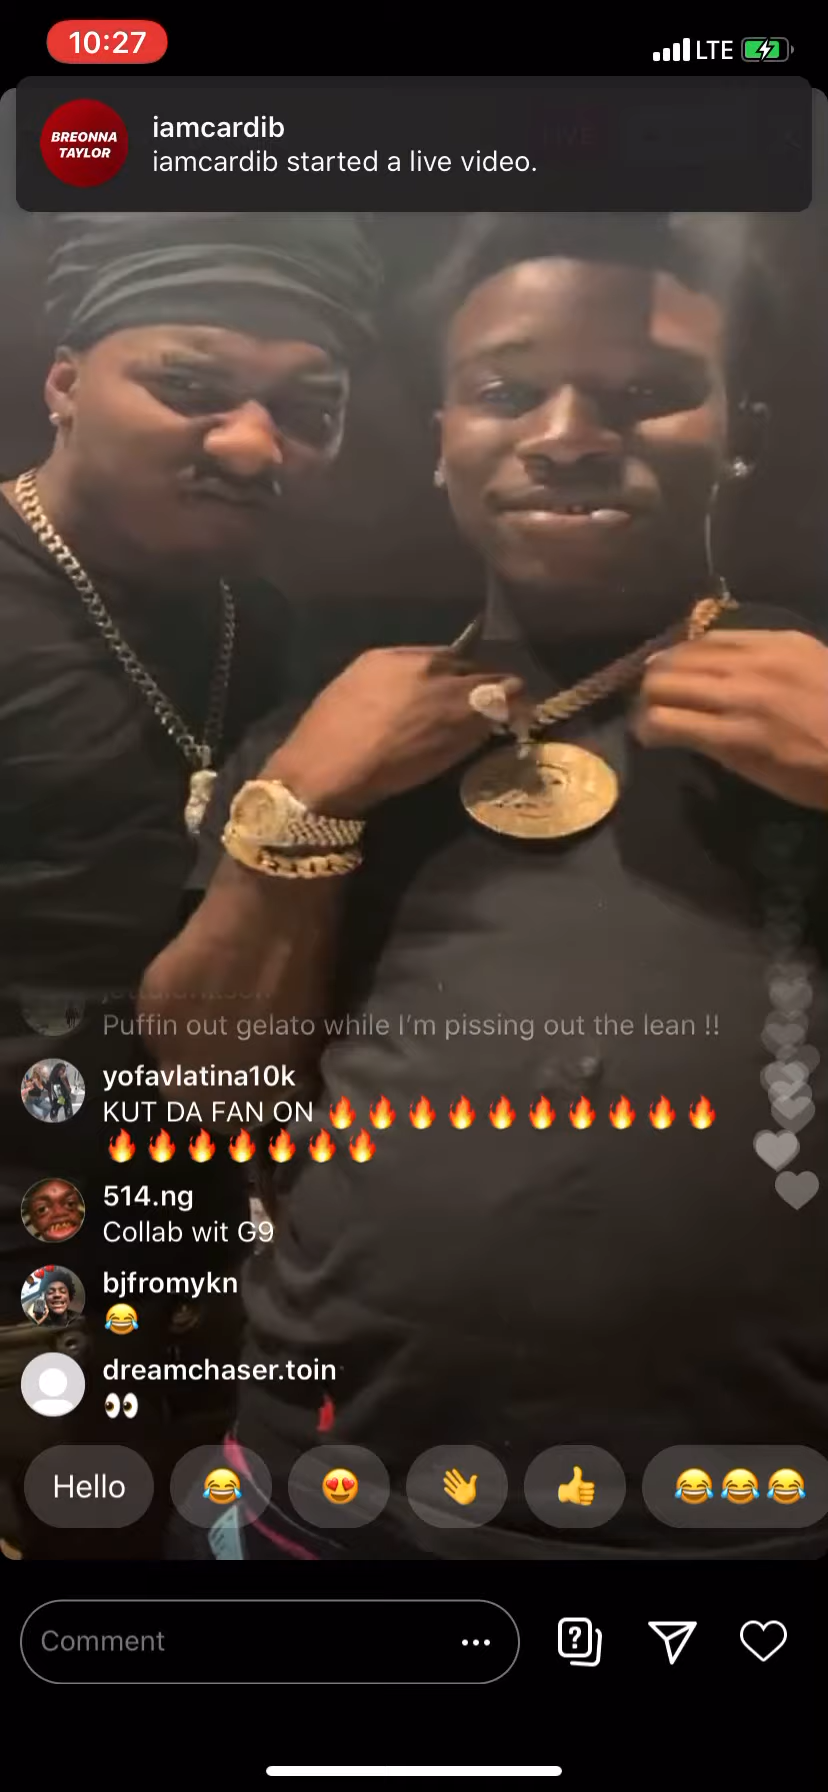 10:27
LTE
BREONNA
TAYLOR
iamcardib
iamcardib started a live video.
LIVE
Puffin out gelato while I’m pissing out the lean !!
yofavlatina10k
KUT DA FAN ON 🔥🔥🔥🔥🔥🔥🔥🔥🔥🔥
🔥🔥🔥🔥🔥🔥🔥
514.ng
Collab wit G9
bjfromykn
😂
dreamchaser.toin
👀
Hello 😂 😍 👋 👍 😂😂😂
Comment